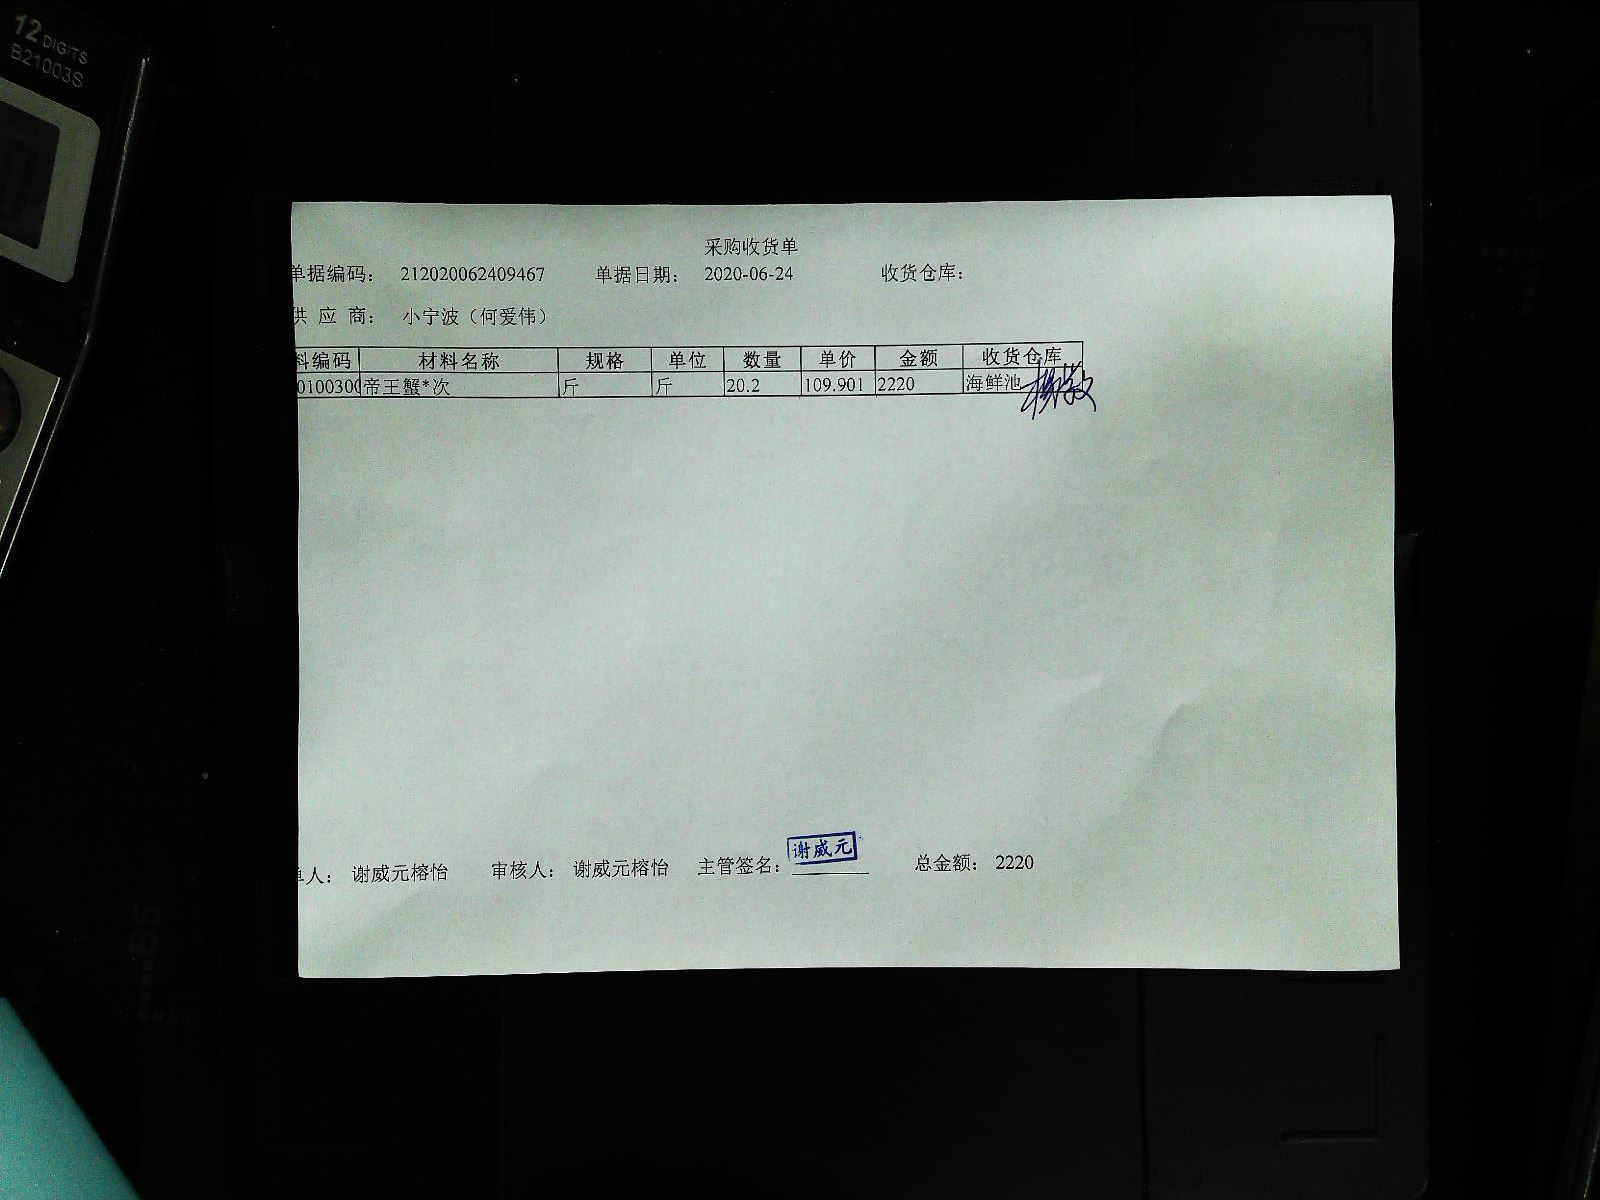 12 DIGITS
B21003S
采购收货单
单据编码: 212020062409467 单据日期: 2020-06-24 收货仓库:
供 应 商: 小宁波（何爱伟）
料编码 材料名称 规格 单位 数量 单价 金额 收货仓库
0100300 帝王蟹*次 斤 斤 20.2 109.901 2220 海鲜池
谢威元
单人: 谢威元榕怡 审核人: 谢威元榕怡 主管签名: 总金额: 2220
B5